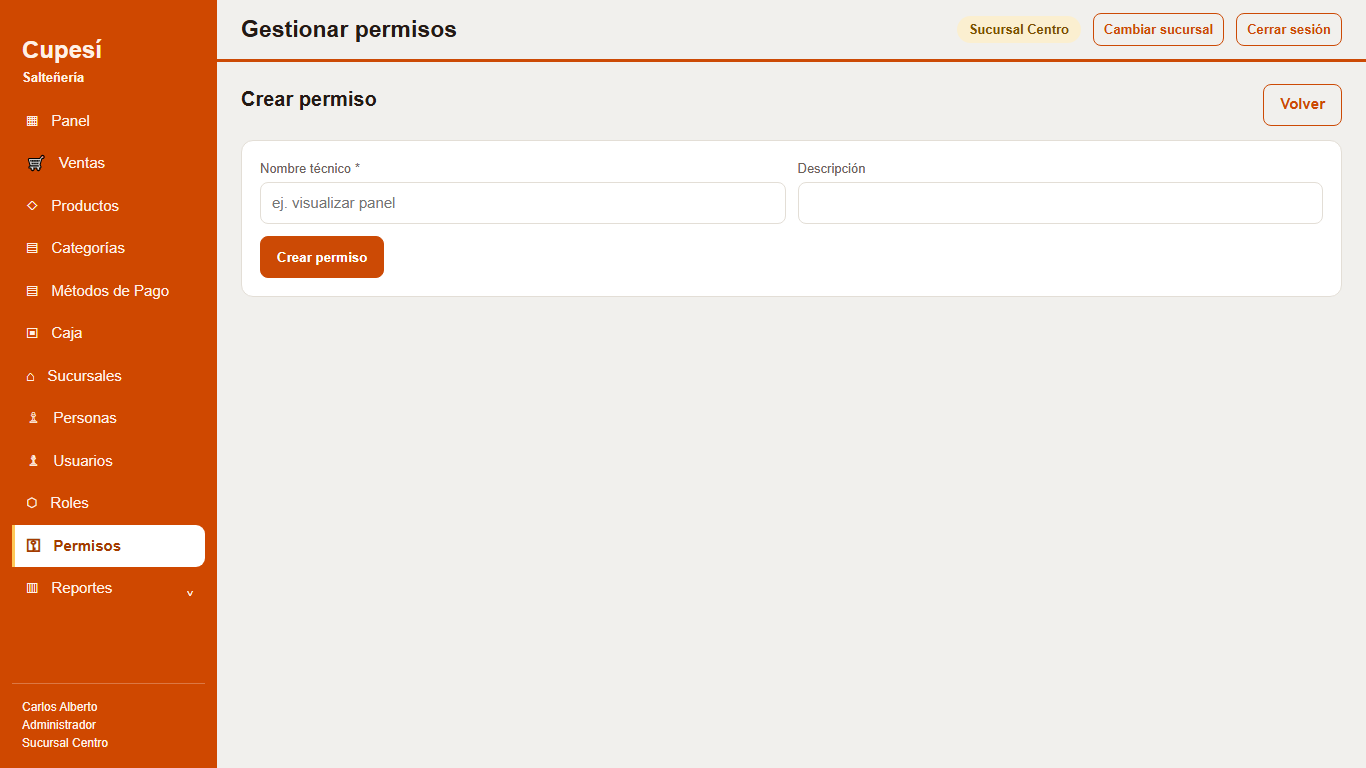 Cupesí
Salteñería
Panel
Ventas
Productos
Categorías
Métodos de Pago
Caja
Sucursales
Personas
Usuarios
Roles
Permisos
Reportes
Carlos Alberto
Administrador
Sucursal Centro
Gestionar permisos
Sucursal Centro
Cambiar sucursal
Cerrar sesión
Crear permiso
Volver
Nombre técnico *
Descripción
ej. visualizar panel
Crear permiso